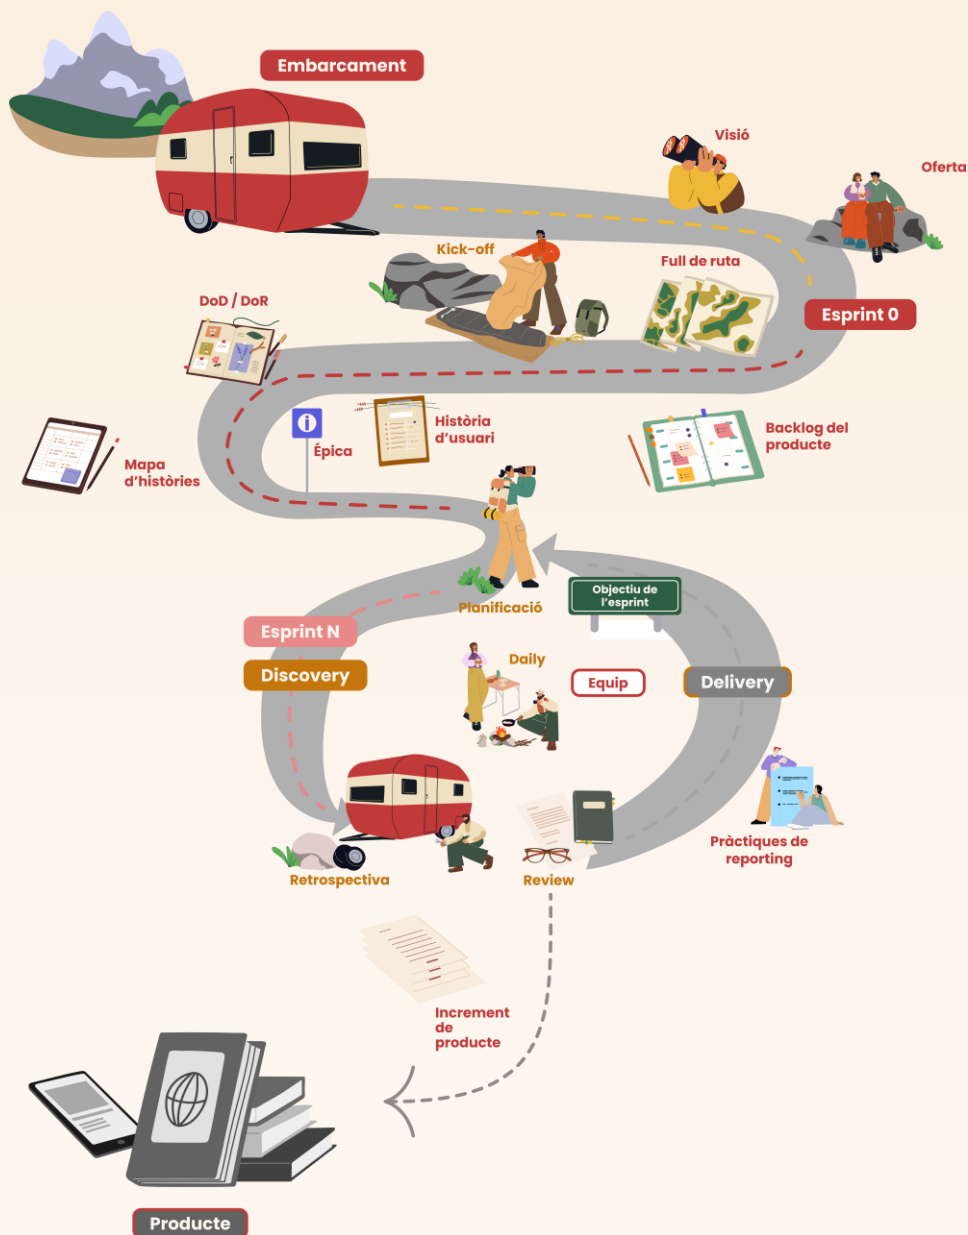 Embarcament
Visió
Oferta
Kick-off
Full de ruta
DoD / DoR
Esprint 0
Història
d’usuari
Èpica
Backlog del
producte
Mapa
d’històries
Objectiu de
l’esprint
Planificació
Esprint N
Discovery
Daily
Equip
Delivery
Pràctiques de
reporting
Retrospectiva
Review
Increment
de
producte
Producte